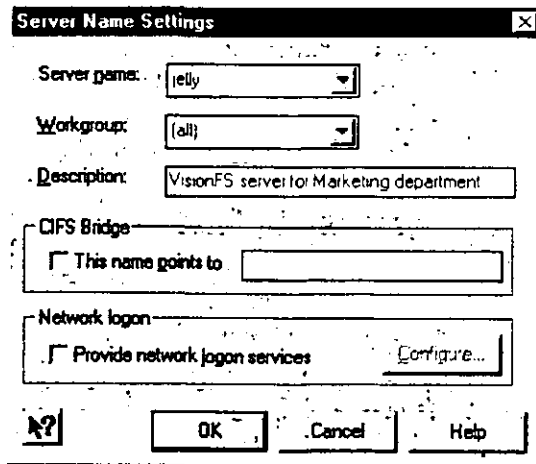 Server Name Settings
Server name: jelly
Workgroup: (all)
Description: VisionFS server for Marketing department
CIFS Bridge
This name points to
Network logon
Provide network logon services Configure...
? OK Cancel Help